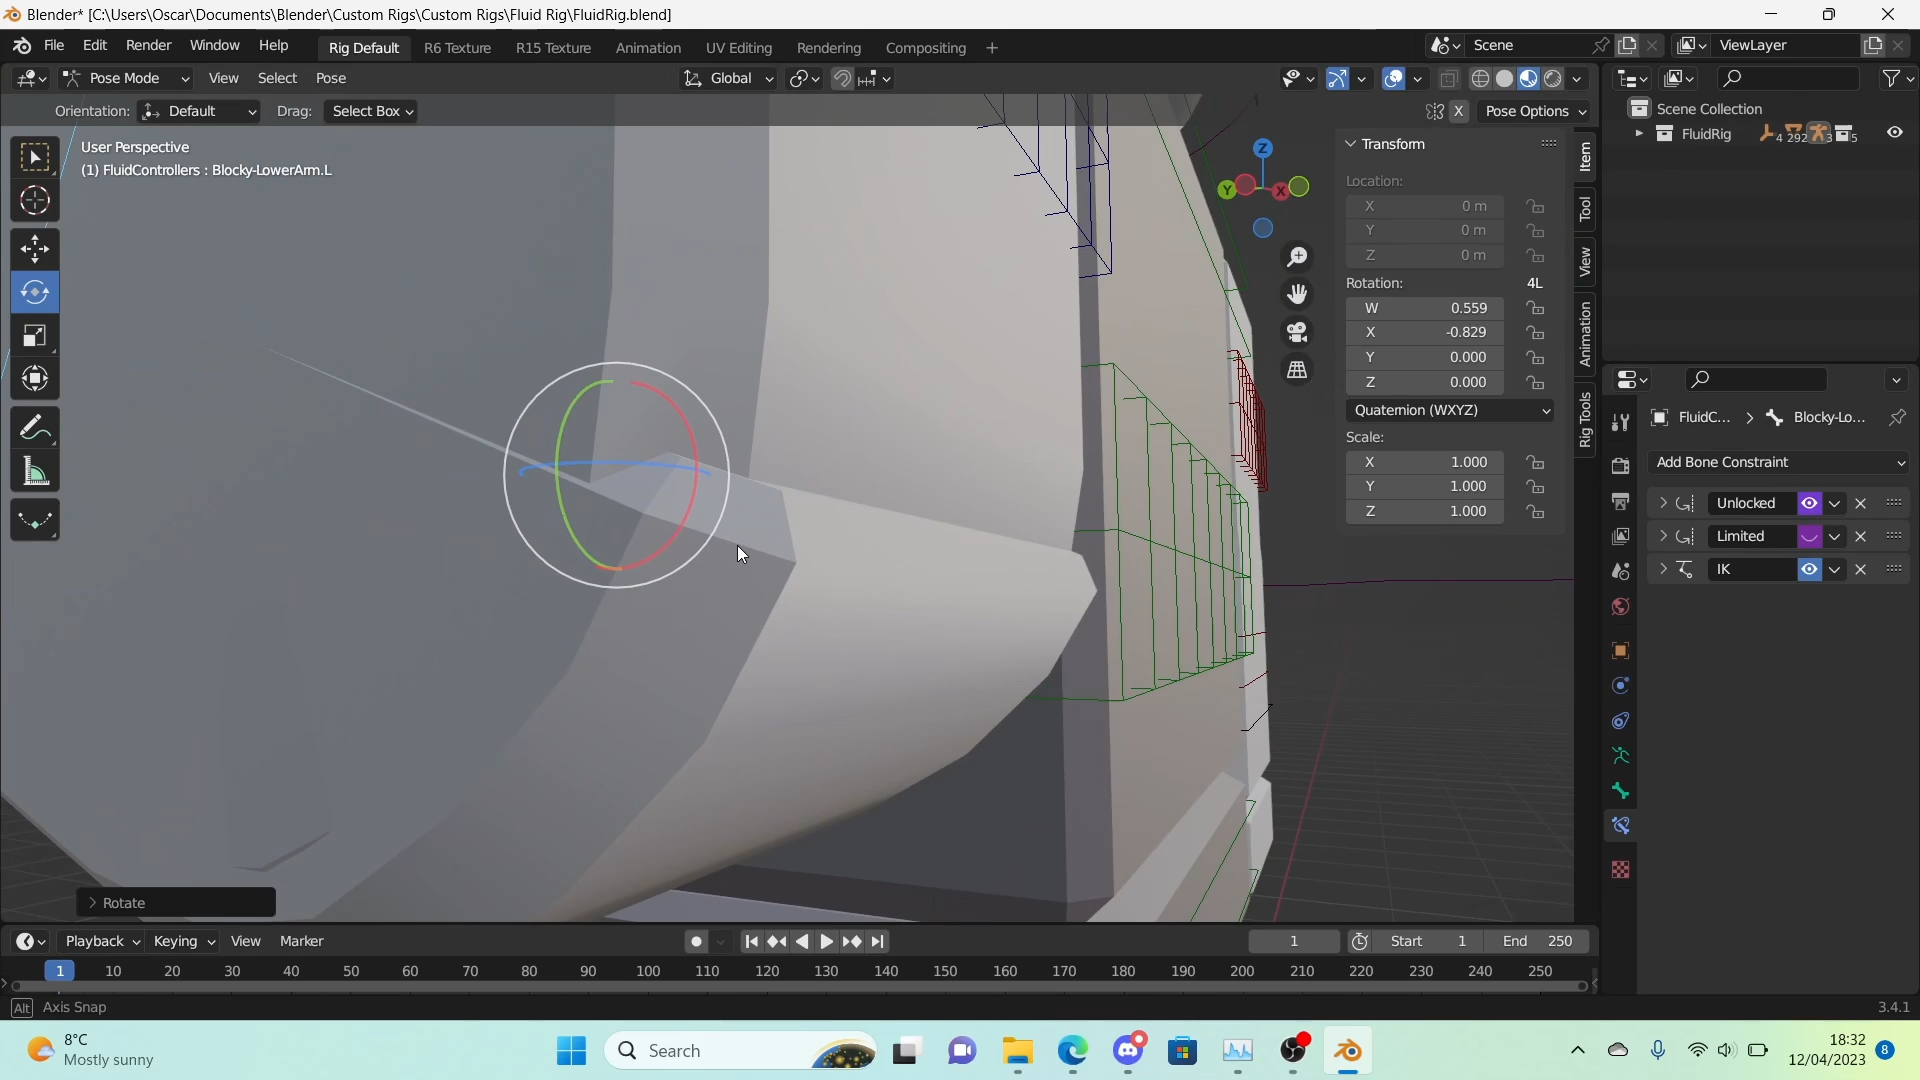 Blender* [C:\Users\Oscar\Documents\Blender\Custom Rigs\Custom Rigs\Fluid Rig\FluidRig.blend]
File Edit Render Window Help Rig Default R6 Texture R15 Texture Animation UV Editing Rendering Compositing + Scene ViewLayer
Pose Mode View Select Pose Global
Orientation: Default Drag: Select Box X Pose Options
Scene Collection
FluidRig 4 292 3 5
User Perspective
(1) FluidControllers : Blocky-LowerArm.L
Z
Y X
Transform
Location:
X 0 m
Y 0 m
Z 0 m
Rotation: 4L
W 0.559
X -0.829
Y 0.000
Z 0.000
Quaternion (WXYZ)
Scale:
X 1.000
Y 1.000
Z 1.000
Item
Tool
View
Animation
Rig Tools
FluidC... > Blocky-Lo...
Add Bone Constraint
Unlocked
Limited
IK
Rotate
Playback Keying View Marker 1 Start 1 End 250
1 10 20 30 40 50 60 70 80 90 100 110 120 130 140 150 160 170 180 190 200 210 220 230 240 250
Alt Axis Snap 3.4.1
8°C
Mostly sunny
Search
18:32
12/04/2023 8